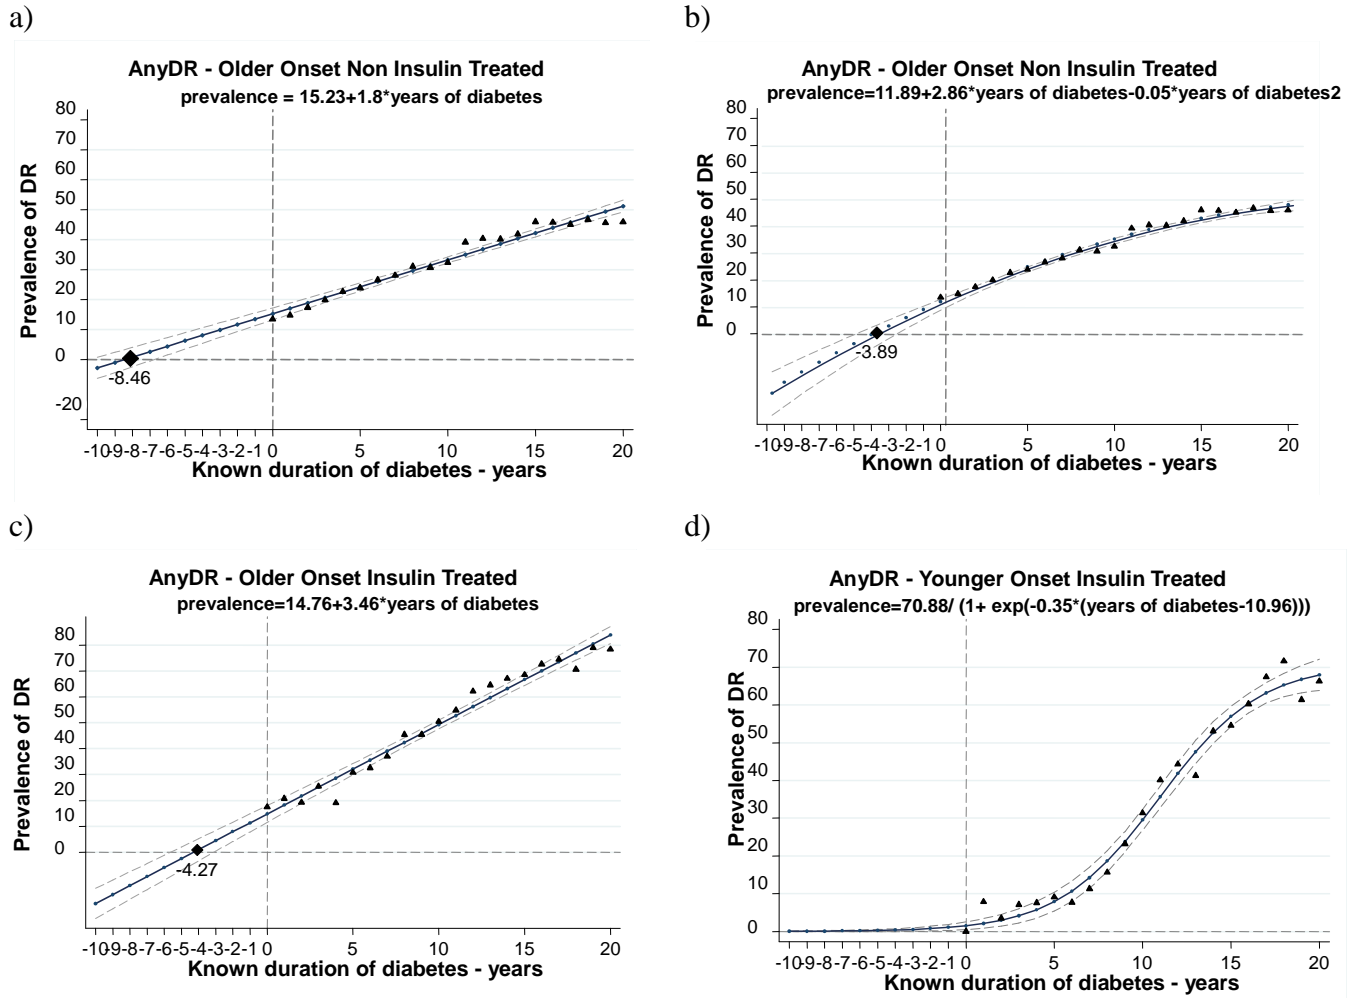 a)
AnyDR - Older Onset Non Insulin Treated
prevalence = 15.23+1.8*years of diabetes
Prevalence of DR
80
70
60
50
40
30
20
10
0
-20
-8.46
-10-9-8-7-6-5-4-3-2-1 0 5 10 15 20
Known duration of diabetes - years
b)
AnyDR - Older Onset Non Insulin Treated
prevalence=11.89+2.86*years of diabetes-0.05*years of diabetes2
Prevalence of DR
80
70
60
50
40
30
20
10
0
-3.89
-10-9-8-7-6-5-4-3-2-1 0 5 10 15 20
Known duration of diabetes - years
c)
AnyDR - Older Onset Insulin Treated
prevalence=14.76+3.46*years of diabetes
Prevalence of DR
80
70
60
50
40
30
20
10
0
-4.27
-10-9-8-7-6-5-4-3-2-1 0 5 10 15 20
Known duration of diabetes - years
d)
AnyDR - Younger Onset Insulin Treated
prevalence=70.88/ (1+ exp(-0.35*(years of diabetes-10.96)))
Prevalence of DR
80
70
60
50
40
30
20
10
0
-10-9-8-7-6-5-4-3-2-1 0 5 10 15 20
Known duration of diabetes - years